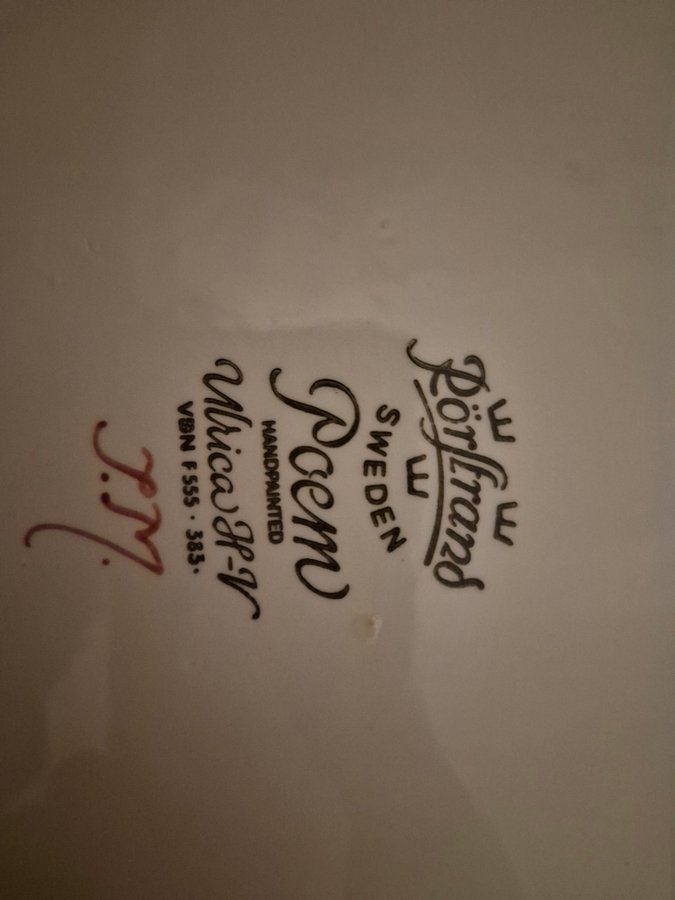 Rörstrand
SWEDEN
Poem
HANDPAINTED
Ulrica H-V
VBN F555 · 383.
J.M.